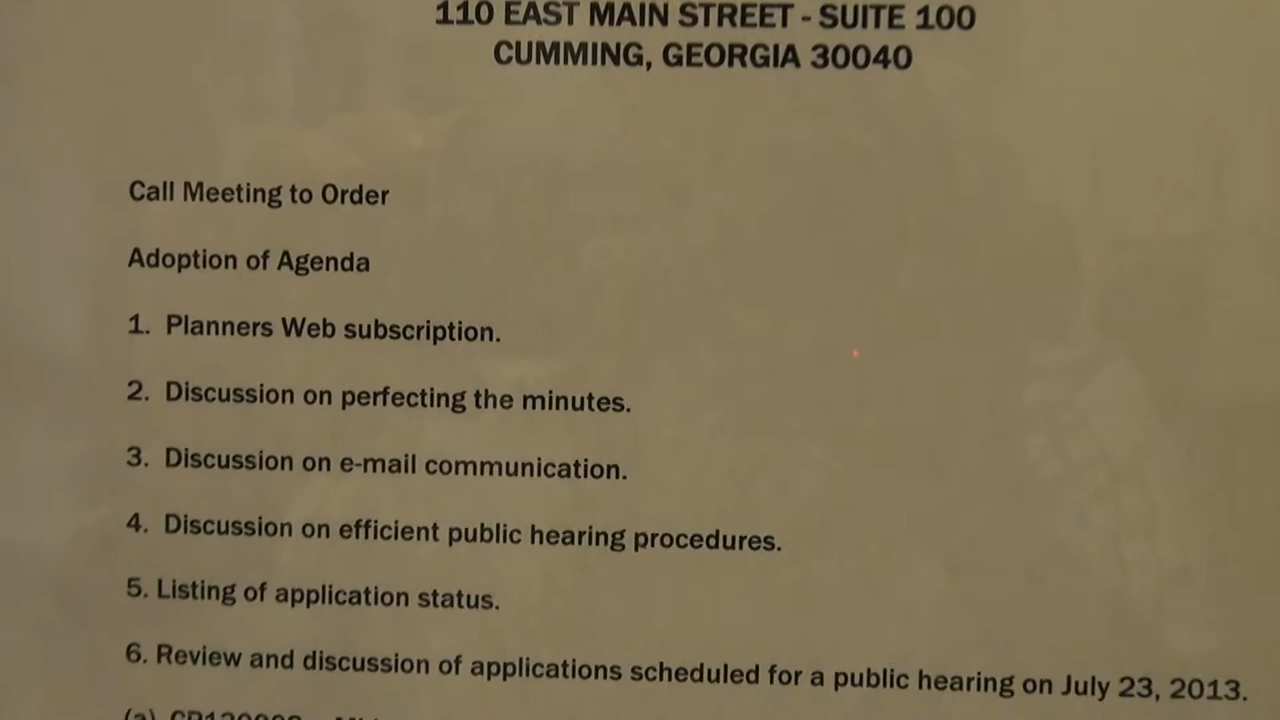 110 EAST MAIN STREET - SUITE 100
CUMMING, GEORGIA 30040
Call Meeting to Order
Adoption of Agenda
1. Planners Web subscription.
2. Discussion on perfecting the minutes.
3. Discussion on e-mail communication.
4. Discussion on efficient public hearing procedures.
5. Listing of application status.
6. Review and discussion of applications scheduled for a public hearing on July 23, 2013.
(a)